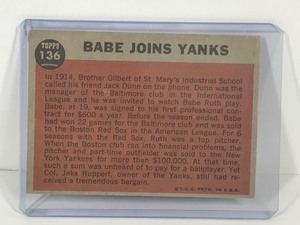 TOPPS
136
BABE JOINS YANKS
In 1914, Brother Gilbert of St. Mary's Industrial School
called his friend Jack Dunn on the phone. Dunn was
the manager of the Baltimore club in the International
League and he was invited to watch Babe Ruth play.
Babe, at 19, was signed to his first professional contract
for $600 a year. Before the season ended, Babe
had won 22 games for the Baltimore club and was sold
to the Boston Red Sox in the American League. For 6
seasons with the Red Sox, Ruth was a top pitcher.
When the Boston club ran into financial problems, the
pitcher and part-time outfielder was sold to the New
York Yankees for more than $100,000. At that time,
such a sum was unheard of to pay for a ballplayer. Yet
Col. Jake Ruppert, owner of the Yanks, still had received
a tremendous bargain.
©T.C.G. PRTD. IN U.S.A.